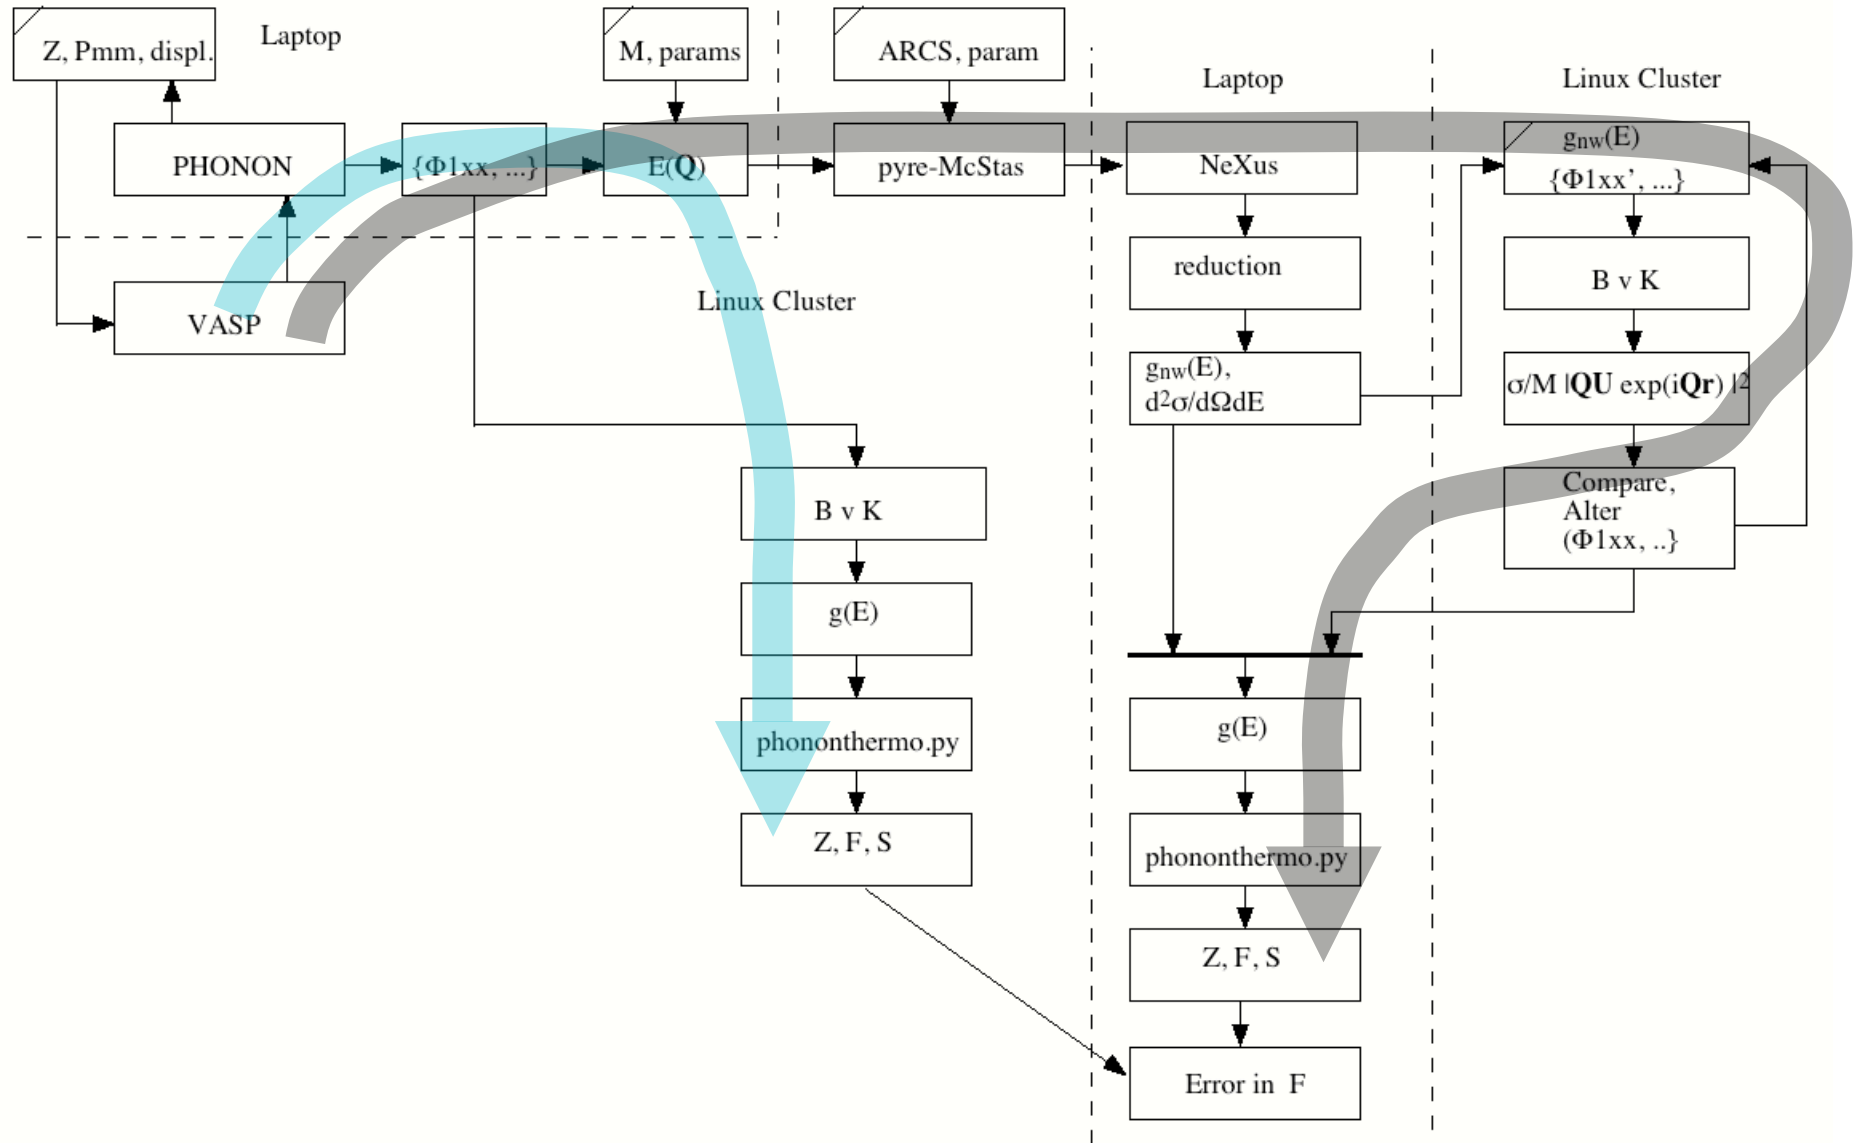 Z, Pmm, displ.
Laptop
M, params
ARCS, param
Laptop
Linux Cluster
PHONON
{Φ1xx, ...}
E(Q)
pyre-McStas
NeXus
gnw(E)
{Φ1xx’, ...}
VASP
Linux Cluster
reduction
B v K
gnw(E),
d2σ/dΩdE
σ/M |QU exp(iQr) |2
B v K
Compare,
Alter
(Φ1xx, ..}
g(E)
phononthermo.py
Z, F, S
g(E)
phononthermo.py
Z, F, S
Error in F